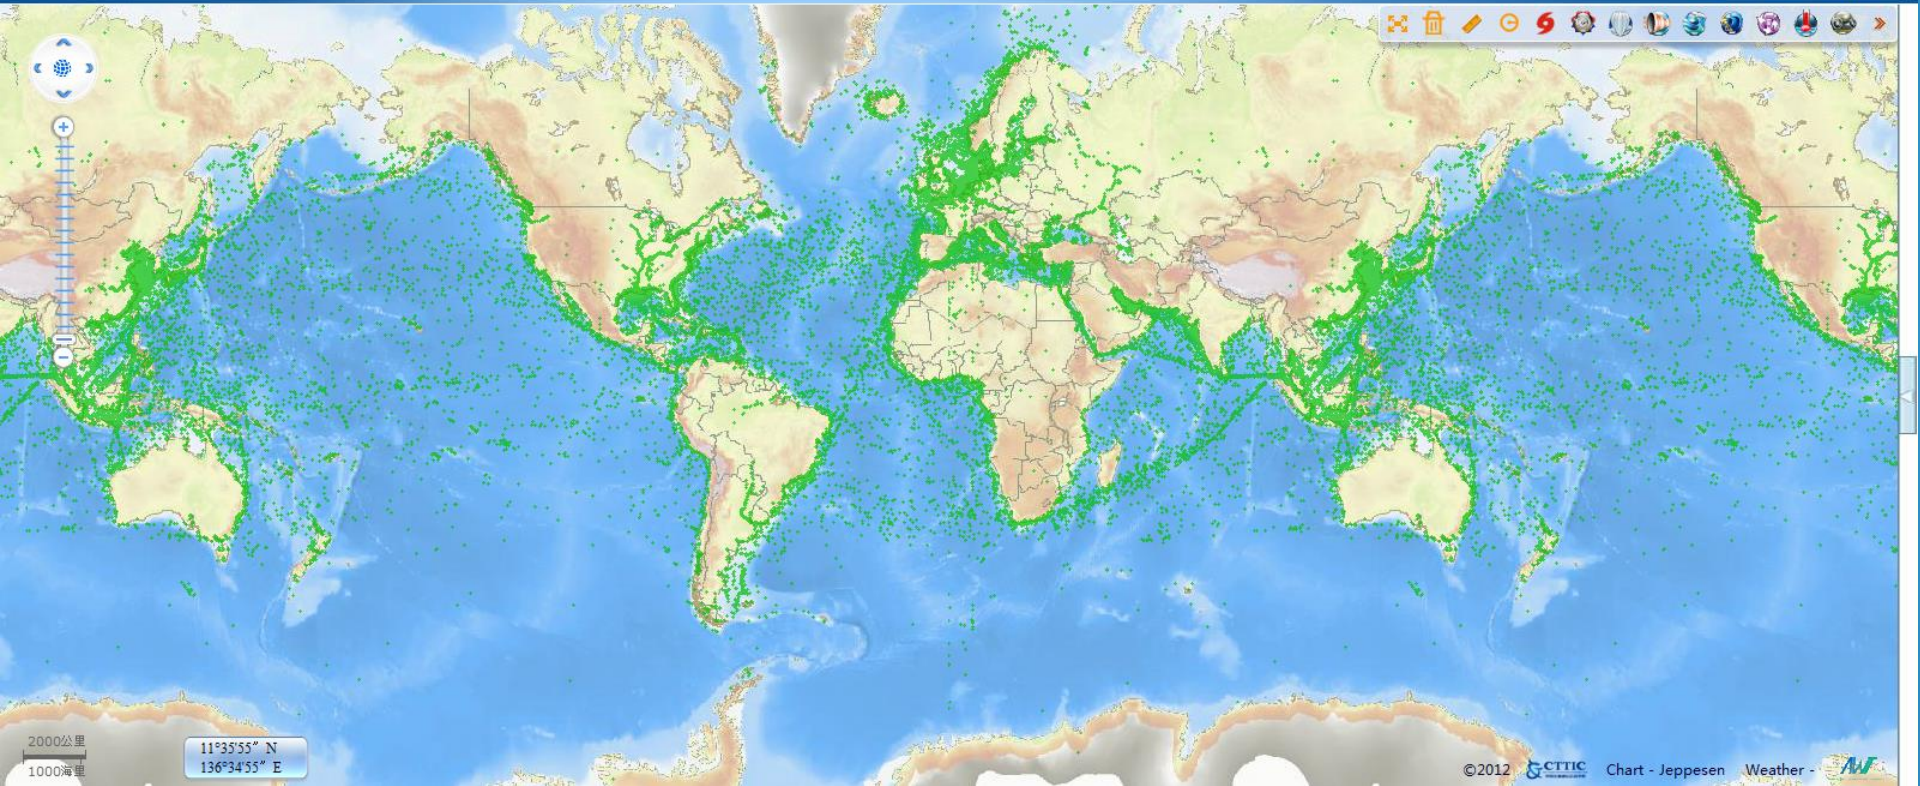 2000公里
1000海里
11°35′55″ N
136°34′55″ E
©2012
CTTIC
Chart - Jeppesen
Weather -
AWT